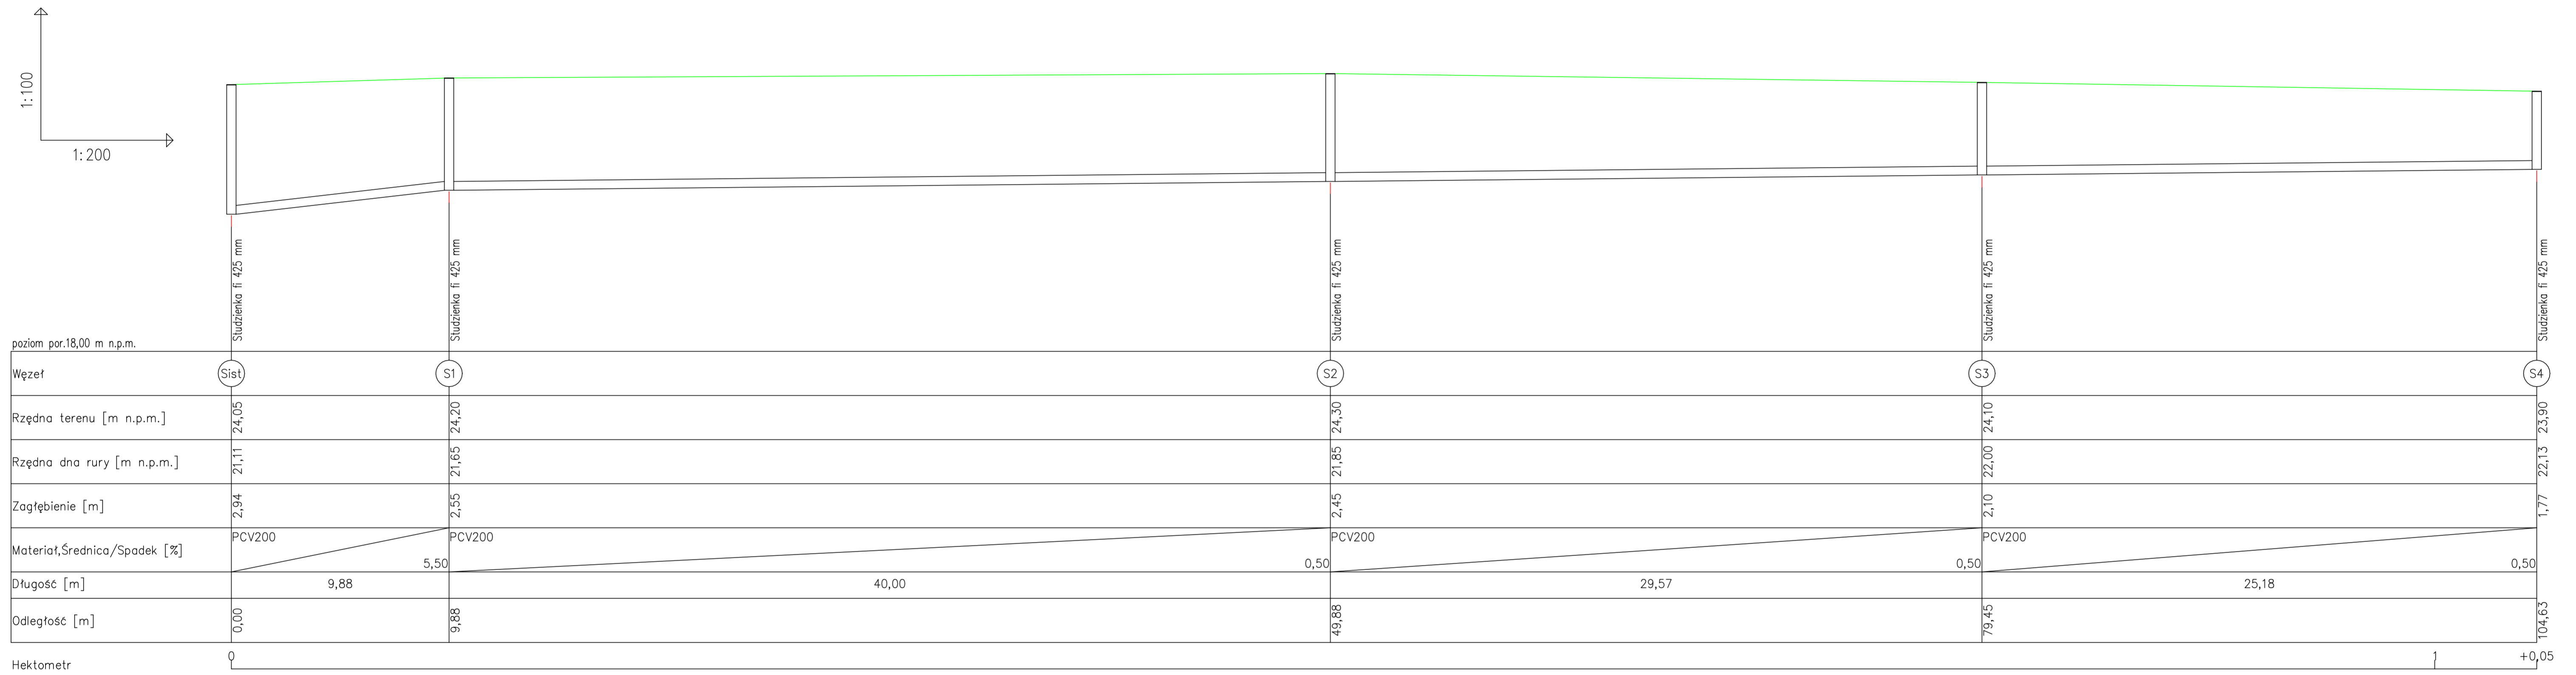 1:100
1:200
Studzienka fi 425 mm
Studzienka fi 425 mm
Studzienka fi 425 mm
Studzienka fi 425 mm
Studzienka fi 425 mm
poziom por.18,00 m n.p.m.
Węzeł Sist S1 S2 S3 S4
Rzędna terenu [m n.p.m.] 24,05 24,20 24,30 24,10 23,90
Rzędna dna rury [m n.p.m.] 21,11 21,65 21,85 22,00 22,13
Zagłębienie [m] 2,94 2,55 2,45 2,10 1,77
PCV200 PCV200 PCV200 PCV200
Materiał,Średnica/Spadek [%]
5,50 0,50 0,50 0,50
Długość [m] 9,88 40,00 29,57 25,18
Odległość [m] 0,00 9,88 49,88 79,45 104,63
Hektometr 0 1 +0,05